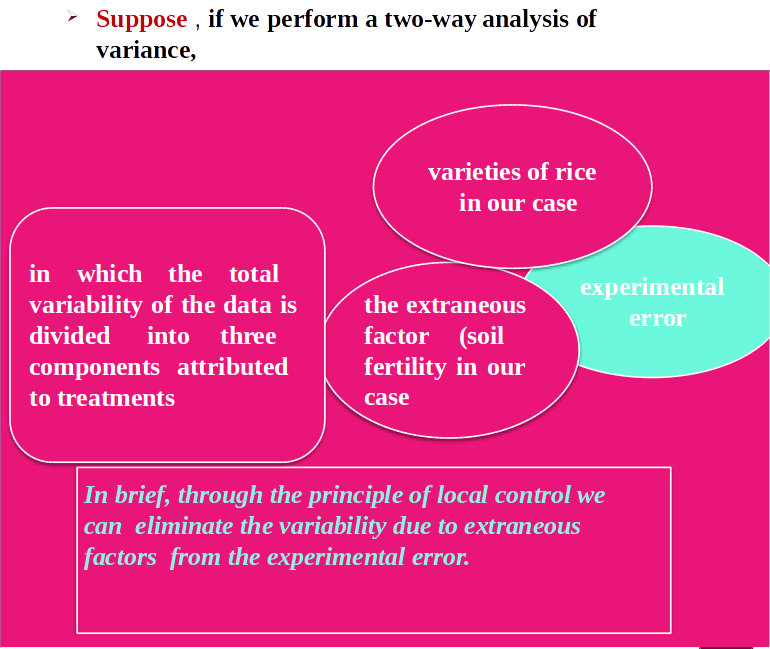 Suppose , if we perform a two-way analysis of
variance,
in which the total
variability of the data is
divided into three
components attributed
to treatments
varieties of rice
in our case
the extraneous
factor (soil
fertility in our
case
experimental
error
In brief, through the principle of local control we
can eliminate the variability due to extraneous
factors from the experimental error.